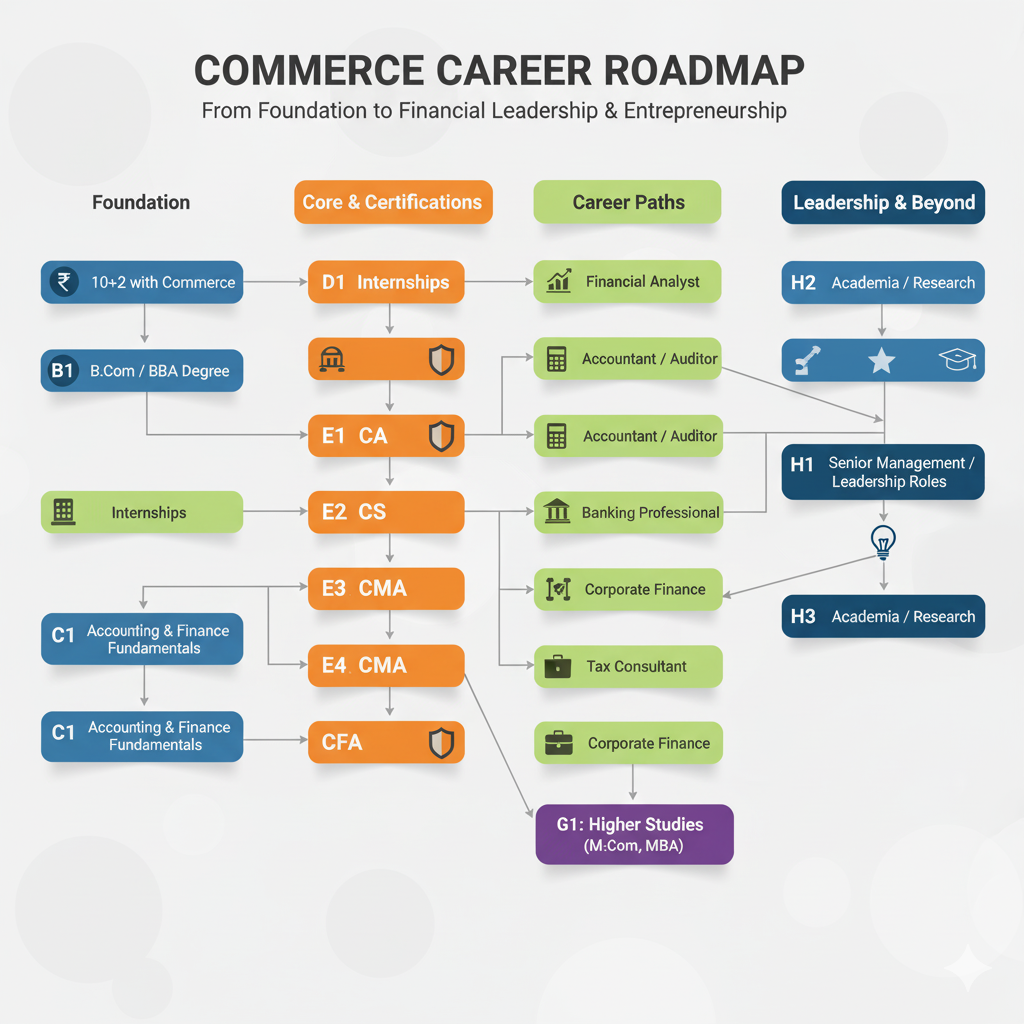 COMMERCE CAREER ROADMAP
From Foundation to Financial Leadership & Entrepreneurship
Foundation
Core & Certifications
Career Paths
Leadership & Beyond
₹ 10+2 with Commerce
D1 Internships
Financial Analyst
H2 Academia / Research
B1 B.Com / BBA Degree
Accountant / Auditor
E1 CA
Accountant / Auditor
H1 Senior Management /
Leadership Roles
Internships
E2 CS
Banking Professional
E3 CMA
Corporate Finance
H3 Academia / Research
C1 Accounting & Finance
Fundamentals
E4. CMA
Tax Consultant
C1 Accounting & Finance
Fundamentals
CFA
Corporate Finance
G1: Higher Studies
(M.Com, MBA)